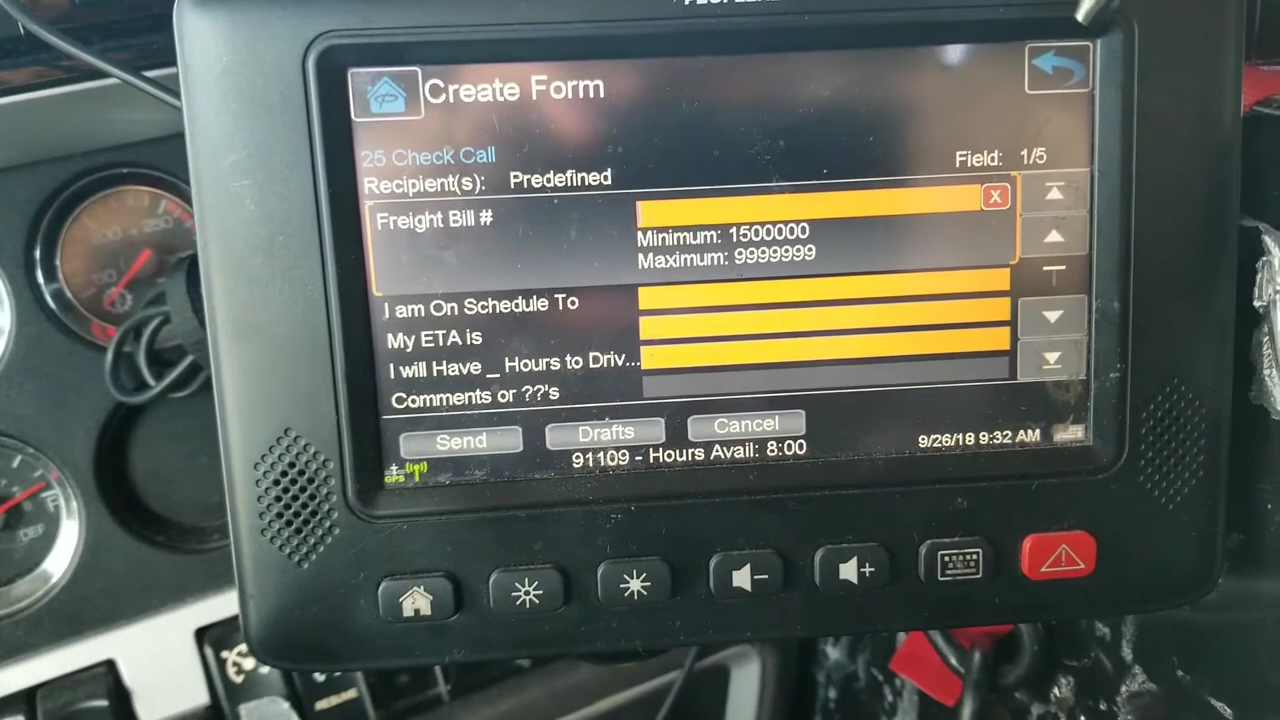 Create Form
25 Check Call
Field: 1/5
Recipient(s): Predefined
Freight Bill #
X
Minimum: 1500000
Maximum: 9999999
I am On Schedule To
My ETA is
I will Have _ Hours to Driv...
Comments or ??'s
Send
Drafts
Cancel
91109 - Hours Avail: 8:00
9/26/18 9:32 AM
GPS
DEF